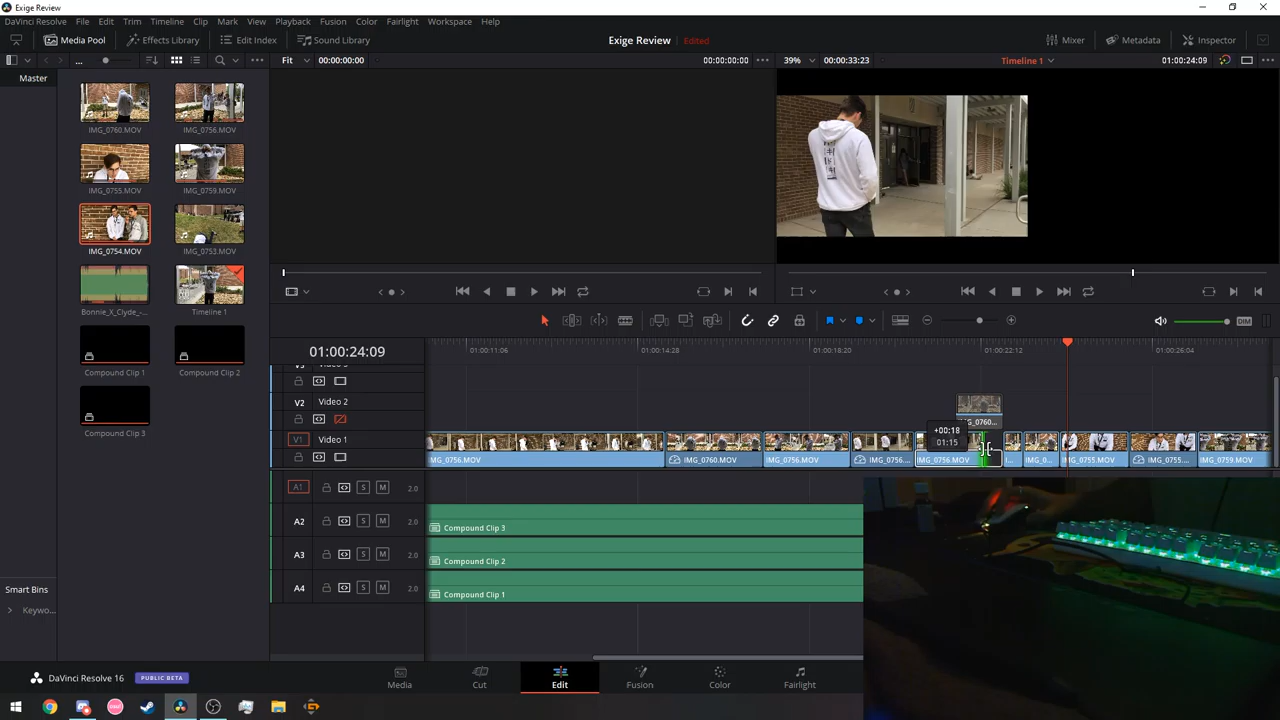 Exige Review
DaVinci Resolve File Edit Trim Timeline Clip Mark View Playback Fusion Color Fairlight Workspace Help
Media Pool Effects Library Edit Index Sound Library Exige Review Edited Mixer Metadata Inspector
... Fit 00:00:00:00 00:00:00:00 39% 00:00:33:23 Timeline 1 01:00:24:09
Master
IMG_0760.MOV IMG_0756.MOV
IMG_0755.MOV IMG_0759.MOV
IMG_0754.MOV IMG_0753.MOV
Bonnie_X_Clyde_-... Timeline 1
Compound Clip 1 Compound Clip 2
Compound Clip 3
DIM
01:00:24:09
01:00:11:06 01:00:14:28 01:00:18:20 01:00:22:12 01:00:26:04
V2 Video 2
_0760...
+00:18
01:15
V1 Video 1
IMG_0756.MOV IMG_0760.MOV IMG_0756.MOV IMG_0756... IMG_0756.MOV I... IMG_0... IMG_0755.MOV IMG_0755... IMG_0759.MOV
A1 S M 2.0
A2 S M 2.0 Compound Clip 3
A3 S M 2.0 Compound Clip 2
A4 S M 2.0 Compound Clip 1
Smart Bins
Keywo...
DaVinci Resolve 16 PUBLIC BETA
Media Cut Edit Fusion Color Fairlight